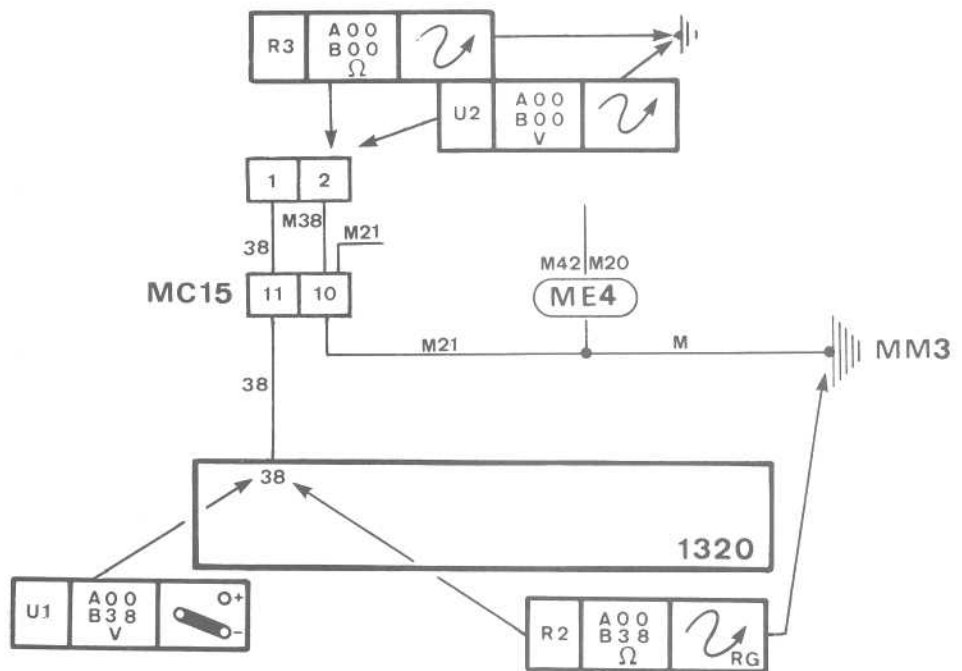 R3
A00
B00
Ω
U2
A00
B00
V
1 2
M38
M21
38
MC15 11 10
M42 M20
ME4
M21 M
MM3
38
38
1320
U1
A00
B38
V
O+
O-
R2
A00
B38
Ω
RG